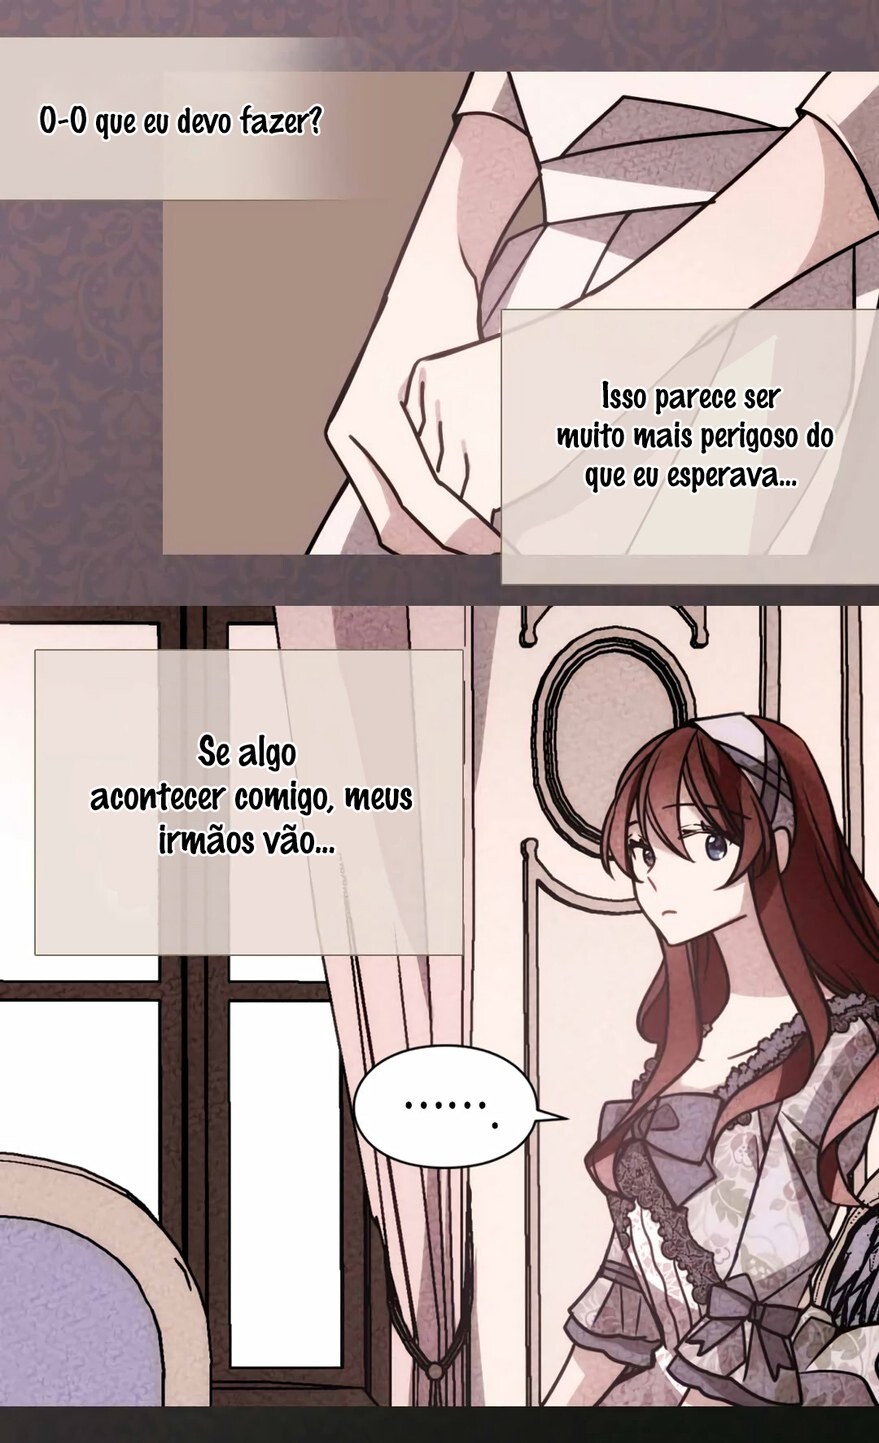 O-O que eu devo fazer?
Isso parece ser
muito mais perigoso do
que eu esperava...
Se algo
acontecer comigo, meus
irmãos vão...
.......